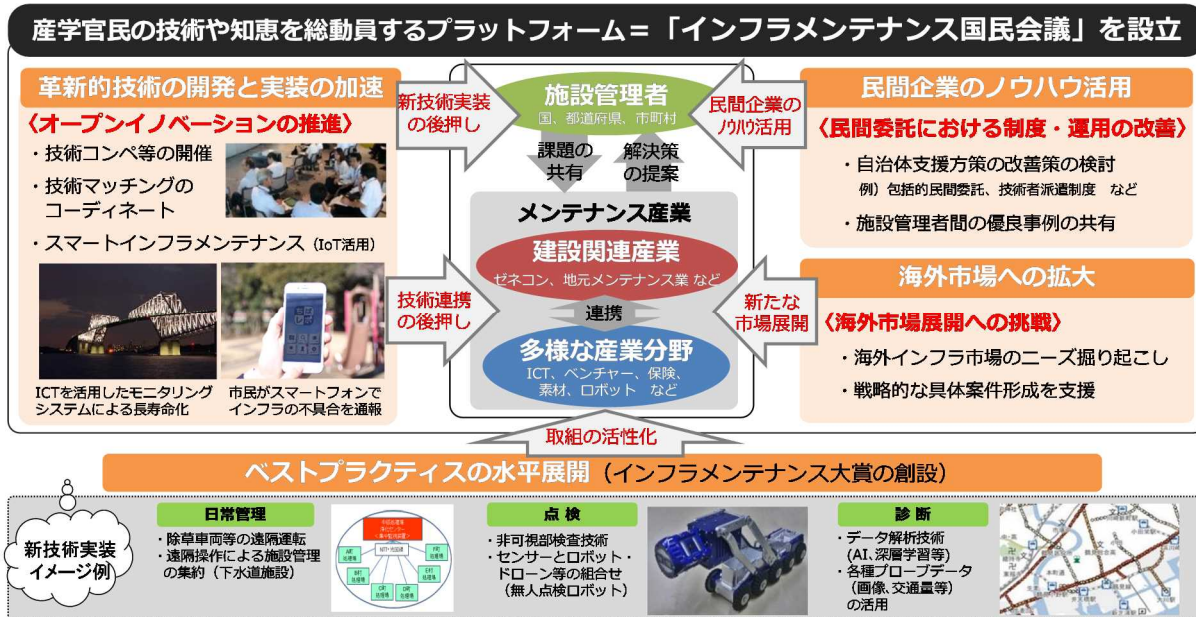 産学官民の技術や知恵を総動員するプラットフォーム＝「インフラメンテナンス国民会議」を設立
革新的技術の開発と実装の加速
〈オープンイノベーションの推進〉
・技術コンペ等の開催
・技術マッチングの
コーディネート
・スマートインフラメンテナンス（IoT活用）
ICTを活用したモニタリング
システムによる長寿命化
市民がスマートフォンで
インフラの不具合を通報
新技術実装
の後押し
技術連携
の後押し
施設管理者
国、都道府県、市町村
課題の
共有
解決策
の提案
メンテナンス産業
建設関連産業
ゼネコン、地元メンテナンス業 など
連携
多様な産業分野
ICT、ベンチャー、保険、
素材、ロボット など
民間企業の
ノウハウ活用
新たな
市場展開
民間企業のノウハウ活用
〈民間委託における制度・運用の改善〉
・自治体支援方策の改善策の検討
例）包括的民間委託、技術者派遣制度 など
・施設管理者間の優良事例の共有
海外市場への拡大
〈海外市場展開への挑戦〉
・海外インフラ市場のニーズ掘り起こし
・戦略的な具体案件形成を支援
取組の活性化
ベストプラクティスの水平展開（インフラメンテナンス大賞の創設）
新技術実装
イメージ例
日常管理
・除草車両等の遠隔運転
・遠隔操作による施設管理
の集約（下水道施設）
点検
・非可視部検査技術
・センサーとロボット・
ドローン等の組合せ
（無人点検ロボット）
診断
・データ解析技術
（AI、深層学習等）
・各種プローブデータ
（画像、交通量等）
の活用